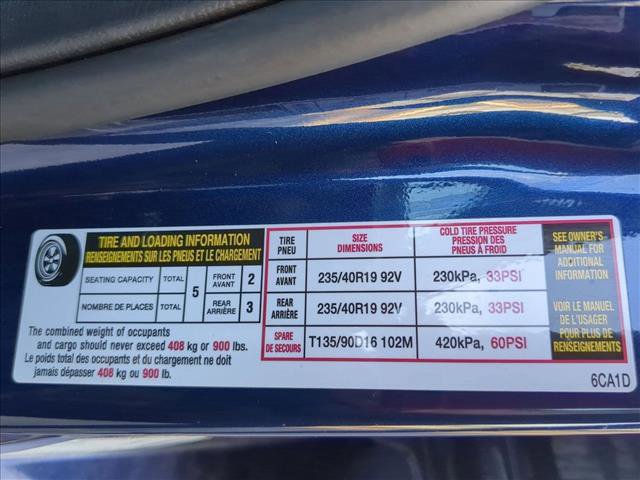 TIRE AND LOADING INFORMATION
RENSEIGNEMENTS SUR LES PNEUS ET LE CHARGEMENT
SEATING CAPACITY TOTAL 5 FRONT AVANT 2
NOMBRE DE PLACES TOTAL REAR ARRIÈRE 3
The combined weight of occupants
and cargo should never exceed 408 kg or 900 lbs.
Le poids total des occupants et du chargement ne doit
jamais dépasser 408 kg ou 900 lb.
TIRE PNEU SIZE DIMENSIONS COLD TIRE PRESSURE PRESSION DES PNEUS À FROID
FRONT AVANT 235/40R19 92V 230kPa, 33PSI
REAR ARRIÈRE 235/40R19 92V 230kPa, 33PSI
SPARE DE SECOURS T135/90D16 102M 420kPa, 60PSI
SEE OWNER'S
MANUAL FOR
ADDITIONAL
INFORMATION
VOIR LE MANUEL
DE L'USAGER
POUR PLUS DE
RENSEIGNEMENTS
6CA1D